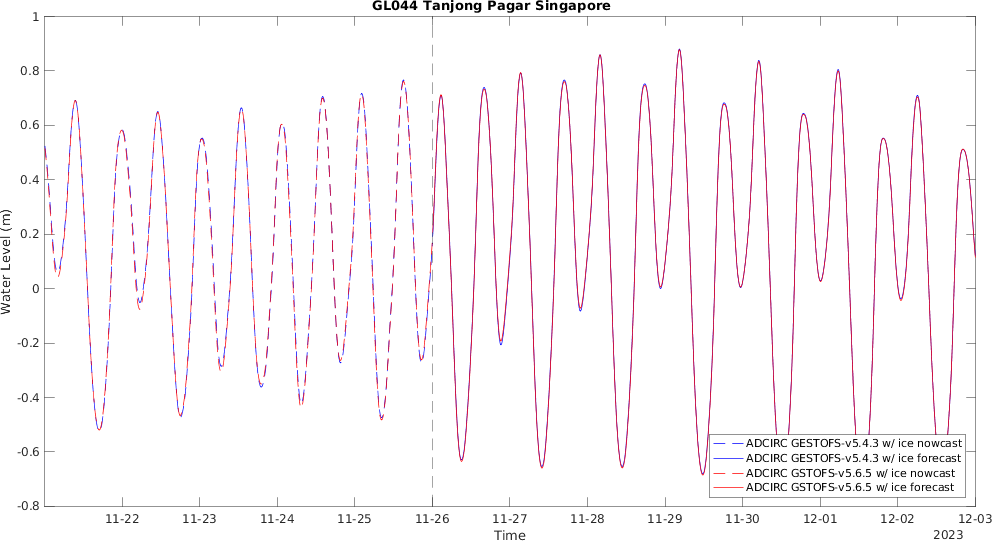 GL044 Tanjong Pagar Singapore
1
0.8
0.6
0.4
0.2
0
-0.2
-0.4
-0.6
-0.8
Water Level (m)
ADCIRC GESTOFS-v5.4.3 w/ ice nowcast
ADCIRC GESTOFS-v5.4.3 w/ ice forecast
ADCIRC GSTOFS-v5.6.5 w/ ice nowcast
ADCIRC GSTOFS-v5.6.5 w/ ice forecast
11-22 11-23 11-24 11-25 11-26 11-27 11-28 11-29 11-30 12-01 12-02 12-03
Time
2023